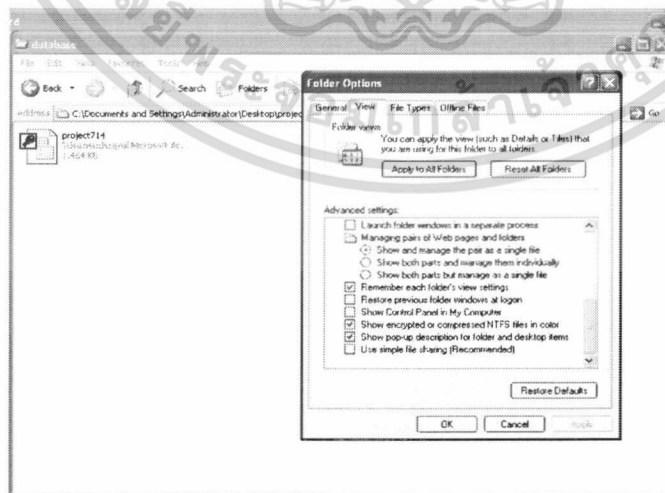 database
File Edit View Favorites Tools Help
Back Search Folders
Address C:\Documents and Settings\Administrator\Desktop\projec
Go
project714
Microsoft Ac..
1,464 KB
Folder Options
General View File Types Offline Files
Folder views
You can apply the view (such as Details or Tiles) that
you are using for this folder to all folders.
Apply to All Folders Reset All Folders
Advanced settings:
Launch folder windows in a separate process
Managing pairs of Web pages and folders
Show and manage the pair as a single file
Show both parts and manage them individually
Show both parts but manage as a single file
Remember each folder's view settings
Restore previous folder windows at logon
Show Control Panel in My Computer
Show encrypted or compressed NTFS files in color
Show pop-up description for folder and desktop items
Use simple file sharing (Recommended)
Restore Defaults
OK Cancel Apply